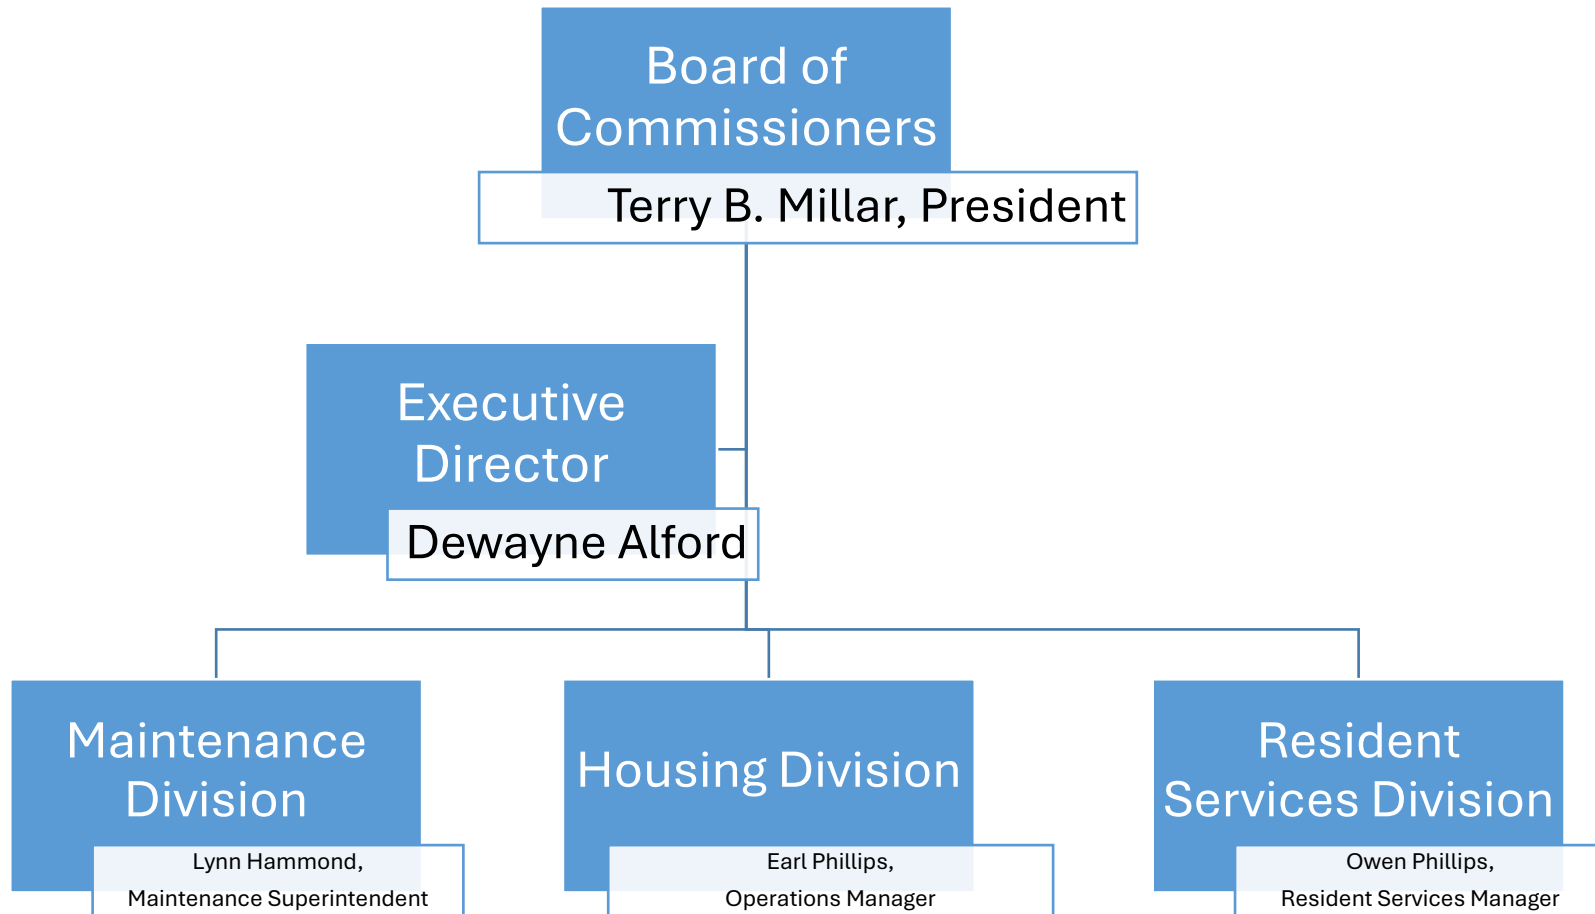 Board of
Commissioners
Terry B. Millar, President
Executive
Director
Dewayne Alford
Maintenance
Division
Lynn Hammond,
Maintenance Superintendent
Housing Division
Earl Phillips,
Operations Manager
Resident
Services Division
Owen Phillips,
Resident Services Manager